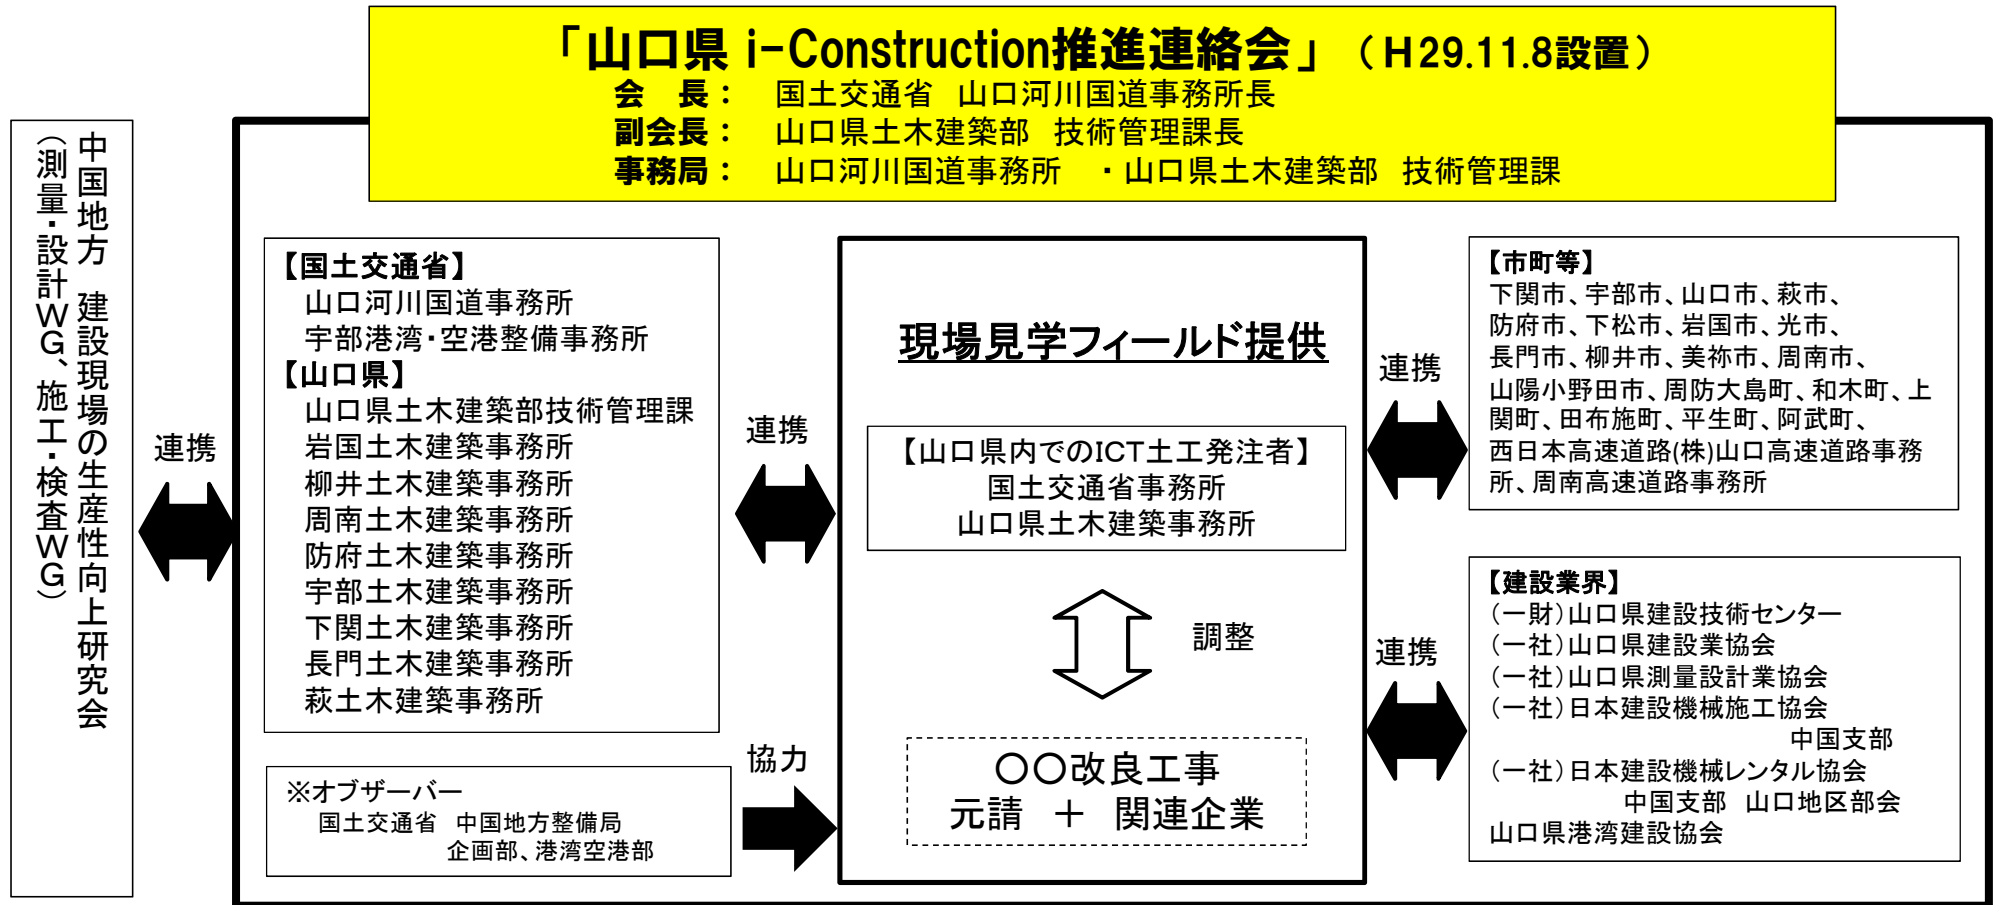 「山口県 i-Construction推進連絡会」（H29.11.8設置）
会　長： 国土交通省　山口河川国道事務所長
副会長： 山口県土木建築部　技術管理課長
事務局： 山口河川国道事務所　・山口県土木建築部　技術管理課
中国地方　建設現場の生産性向上研究会
（測量・設計ＷＧ、施工・検査ＷＧ）
連携
【国土交通省】
山口河川国道事務所
宇部港湾・空港整備事務所
【山口県】
山口県土木建築部技術管理課
岩国土木建築事務所
柳井土木建築事務所
周南土木建築事務所
防府土木建築事務所
宇部土木建築事務所
下関土木建築事務所
長門土木建築事務所
萩土木建築事務所
※オブザーバー
国土交通省　中国地方整備局
企画部、港湾空港部
連携
協力
現場見学フィールド提供
【山口県内でのICT土工発注者】
国土交通省事務所
山口県土木建築事務所
調整
〇〇改良工事
元請　＋　関連企業
連携
【市町等】
下関市、宇部市、山口市、萩市、
防府市、下松市、岩国市、光市、
長門市、柳井市、美祢市、周南市、
山陽小野田市、周防大島町、和木町、上
関町、田布施町、平生町、阿武町、
西日本高速道路(株)山口高速道路事務
所、周南高速道路事務所
連携
【建設業界】
（一財）山口県建設技術センター
（一社）山口県建設業協会
（一社）山口県測量設計業協会
（一社）日本建設機械施工協会
中国支部
（一社）日本建設機械レンタル協会
中国支部　山口地区部会
山口県港湾建設協会